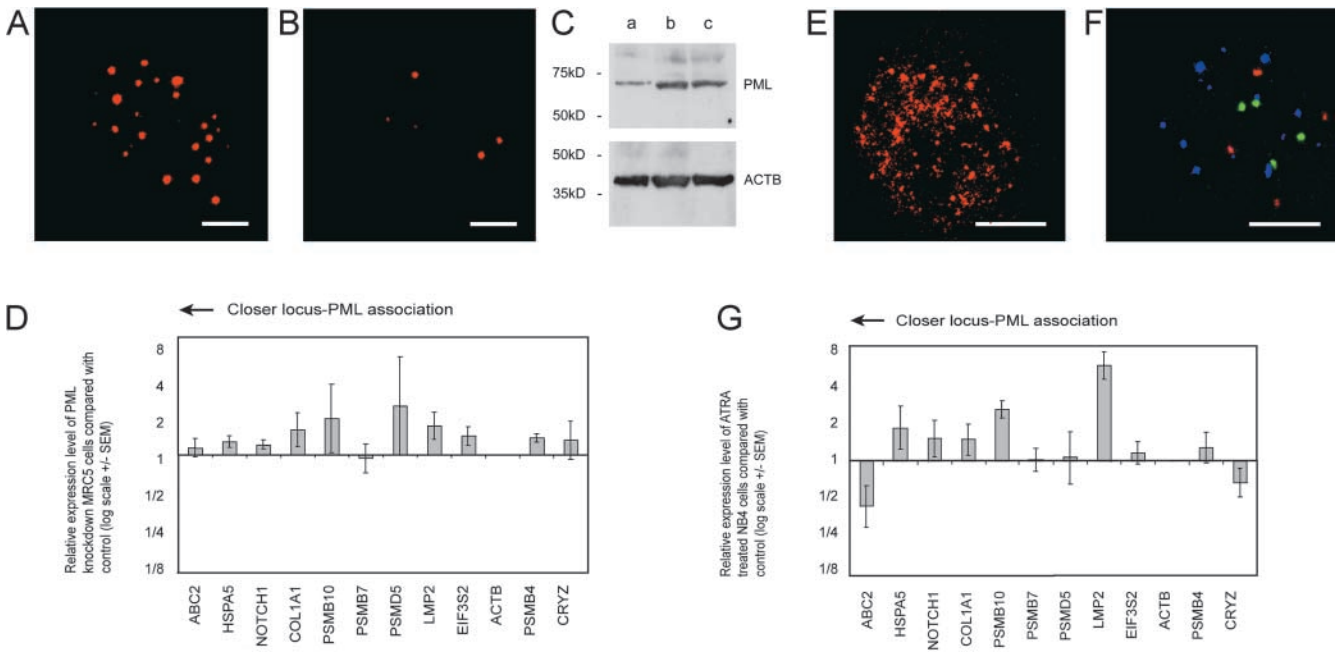 A
B
C
a b c
75kD -
50kD -
PML
50kD -
35kD -
ACTB
E
F
D
← Closer locus-PML association
Relative expression level of PML
knockdown MRC5 cells compared with
control (log scale +/- SEM)
8
4
2
1
1/2
1/4
1/8
ABC2
HSPA5
NOTCH1
COL1A1
PSMB10
PSMB7
PSMD5
LMP2
EIF3S2
ACTB
PSMB4
CRYZ
G
← Closer locus-PML association
Relative expression level of ATRA
treated NB4 cells compared with
control (log scale +/- SEM)
8
4
2
1
1/2
1/4
1/8
ABC2
HSPA5
NOTCH1
COL1A1
PSMB10
PSMB7
PSMD5
LMP2
EIF3S2
ACTB
PSMB4
CRYZ